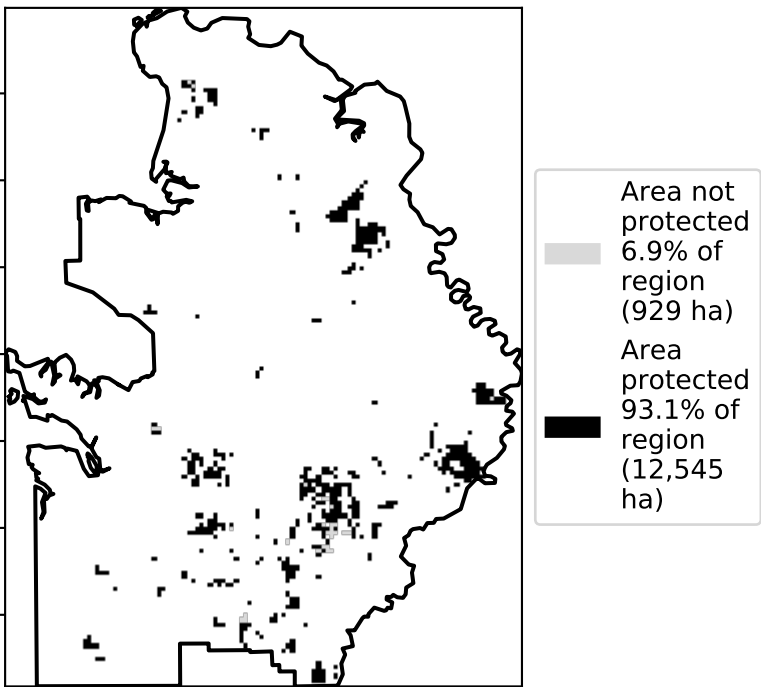 Area not
protected
6.9% of
region
(929 ha)
Area
protected
93.1% of
region
(12,545
ha)